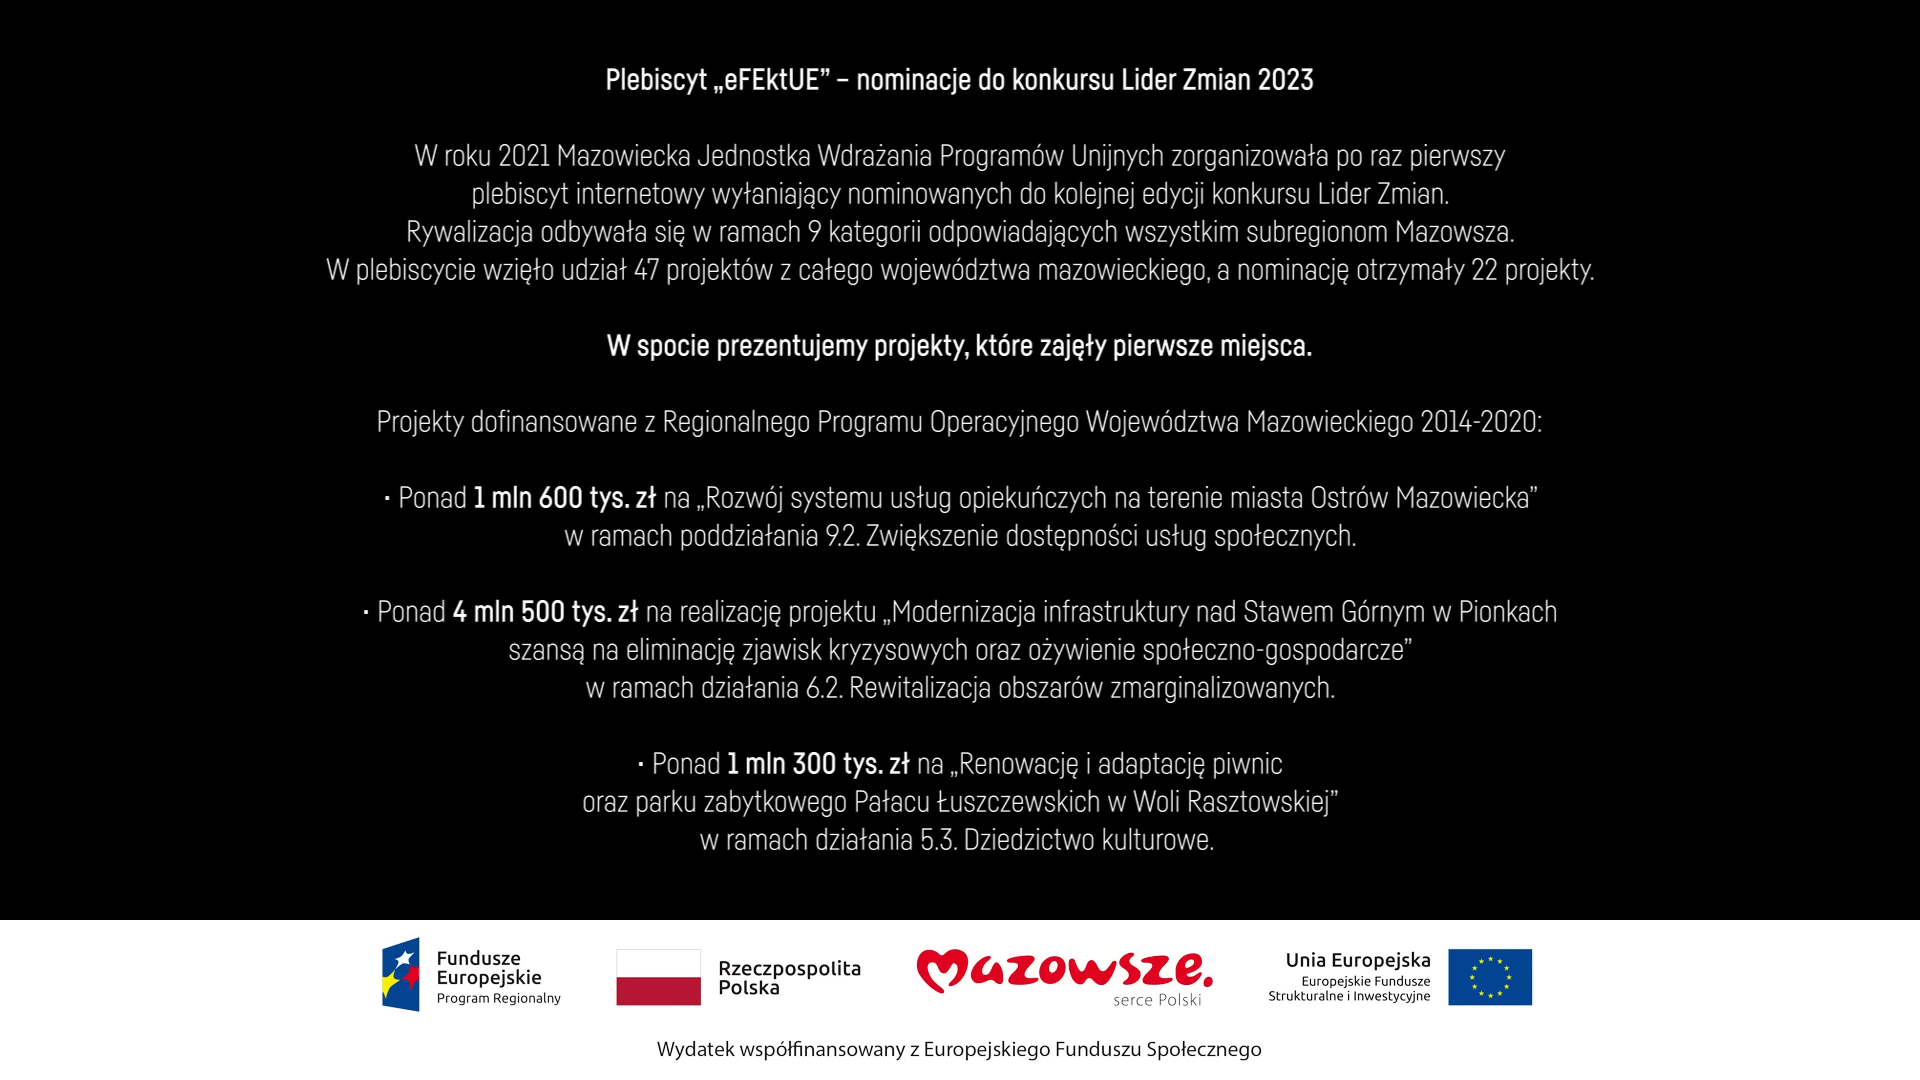 Plebiscyt „eFEktUE” – nominacje do konkursu Lider Zmian 2023
W roku 2021 Mazowiecka Jednostka Wdrażania Programów Unijnych zorganizowała po raz pierwszy
plebiscyt internetowy wyłaniający nominowanych do kolejnej edycji konkursu Lider Zmian.
Rywalizacja odbywała się w ramach 9 kategorii odpowiadających wszystkim subregionom Mazowsza.
W plebiscycie wzięło udział 47 projektów z całego województwa mazowieckiego, a nominację otrzymały 22 projekty.
W spocie prezentujemy projekty, które zajęły pierwsze miejsca.
Projekty dofinansowane z Regionalnego Programu Operacyjnego Województwa Mazowieckiego 2014-2020:
· Ponad 1 mln 600 tys. zł na „Rozwój systemu usług opiekuńczych na terenie miasta Ostrów Mazowiecka”
w ramach poddziałania 9.2. Zwiększenie dostępności usług społecznych.
· Ponad 4 mln 500 tys. zł na realizację projektu „Modernizacja infrastruktury nad Stawem Górnym w Pionkach
szansą na eliminację zjawisk kryzysowych oraz ożywienie społeczno-gospodarcze”
w ramach działania 6.2. Rewitalizacja obszarów zmarginalizowanych.
· Ponad 1 mln 300 tys. zł na „Renowację i adaptację piwnic
oraz parku zabytkowego Pałacu Łuszczewskich w Woli Rasztowskiej”
w ramach działania 5.3. Dziedzictwo kulturowe.
Fundusze
Europejskie
Program Regionalny
Rzeczpospolita
Polska
Mazowsze.
serce Polski
Unia Europejska
Europejskie Fundusze
Strukturalne i Inwestycyjne
Wydatek współfinansowany z Europejskiego Funduszu Społecznego